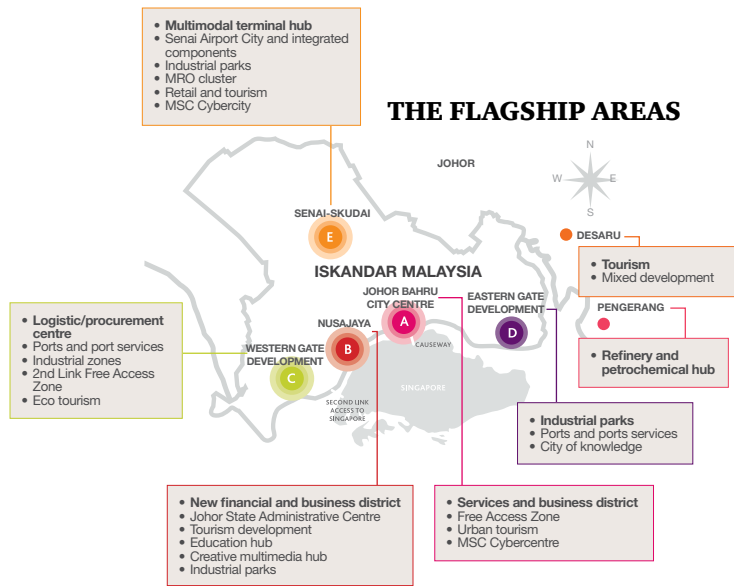 • Multimodal terminal hub
• Senai Airport City and integrated
components
• Industrial parks
• MRO cluster
• Retail and tourism
• MSC Cybercity
THE FLAGSHIP AREAS
JOHOR
N
W
E
S
SENAI-SKUDAI
E
DESARU
• Tourism
• Mixed development
ISKANDAR MALAYSIA
JOHOR BAHRU
CITY CENTRE
A
EASTERN GATE
DEVELOPMENT
D
PENGERANG
• Refinery and
petrochemical hub
NUSAJAYA
B
CAUSEWAY
WESTERN GATE
DEVELOPMENT
C
• Logistic/procurement
centre
• Ports and port services
• Industrial zones
• 2nd Link Free Access
Zone
• Eco tourism
SINGAPORE
SECOND LINK
ACCESS TO
SINGAPORE
• Industrial parks
• Ports and ports services
• City of knowledge
• New financial and business district
• Johor State Administrative Centre
• Tourism development
• Education hub
• Creative multimedia hub
• Industrial parks
• Services and business district
• Free Access Zone
• Urban tourism
• MSC Cybercentre